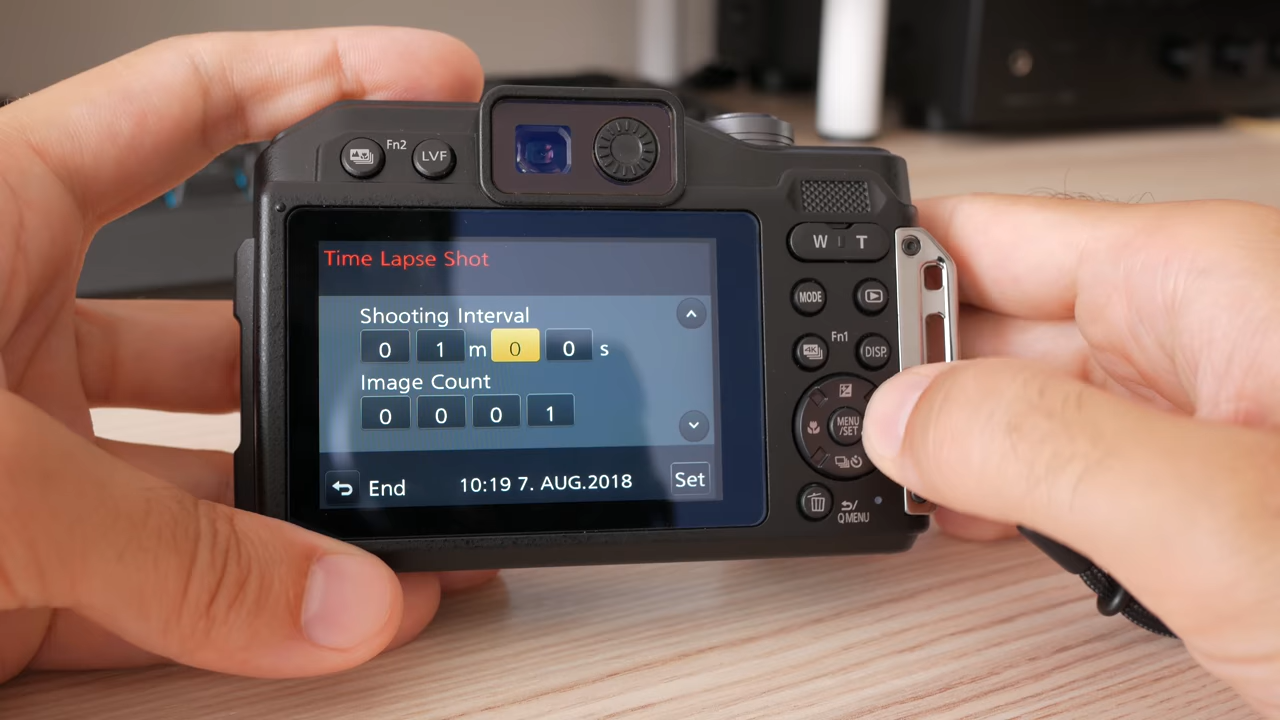 Fn2
LVF
Time Lapse Shot
Shooting Interval
0 1 m 0 0 s
Image Count
0 0 0 1
End 10:19 7. AUG.2018 Set
W T
MODE
Fn1
4K DISP.
MENU
/SET
Q MENU